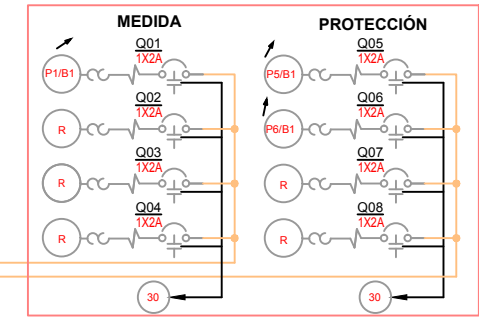 MEDIDA
PROTECCIÓN
Q01
1X2A
P1/B1
Q05
1X2A
P5/B1
Q02
1X2A
R
Q06
1X2A
P6/B1
Q03
1X2A
R
Q07
1X2A
R
Q04
1X2A
R
Q08
1X2A
R
30
30